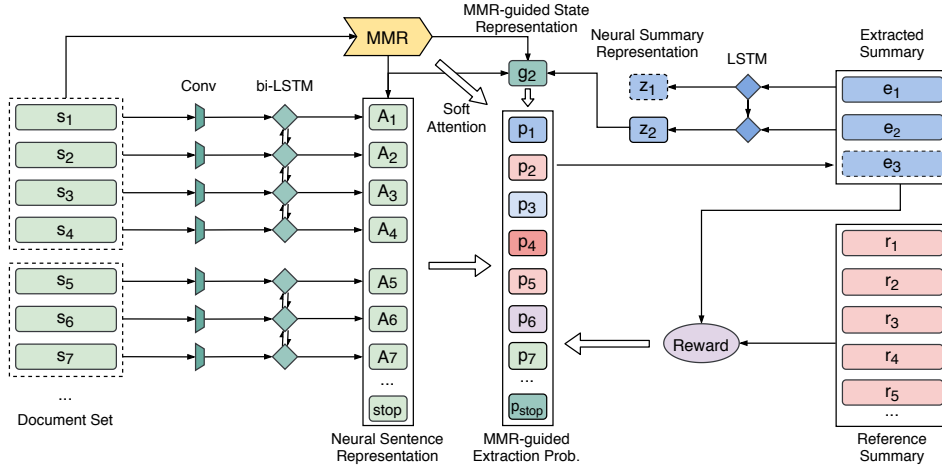 MMR-guided State
Representation
MMR
Neural Summary
Representation
LSTM
Extracted
Summary
Conv
bi-LSTM
g2
Soft
Attention
z1
z2
e1
e2
e3
s1
s2
s3
s4
s5
s6
s7
...
Document Set
A1
A2
A3
A4
A5
A6
A7
...
stop
Neural Sentence
Representation
p1
p2
p3
p4
p5
p6
p7
...
pstop
MMR-guided
Extraction Prob.
Reward
r1
r2
r3
r4
r5
...
Reference
Summary